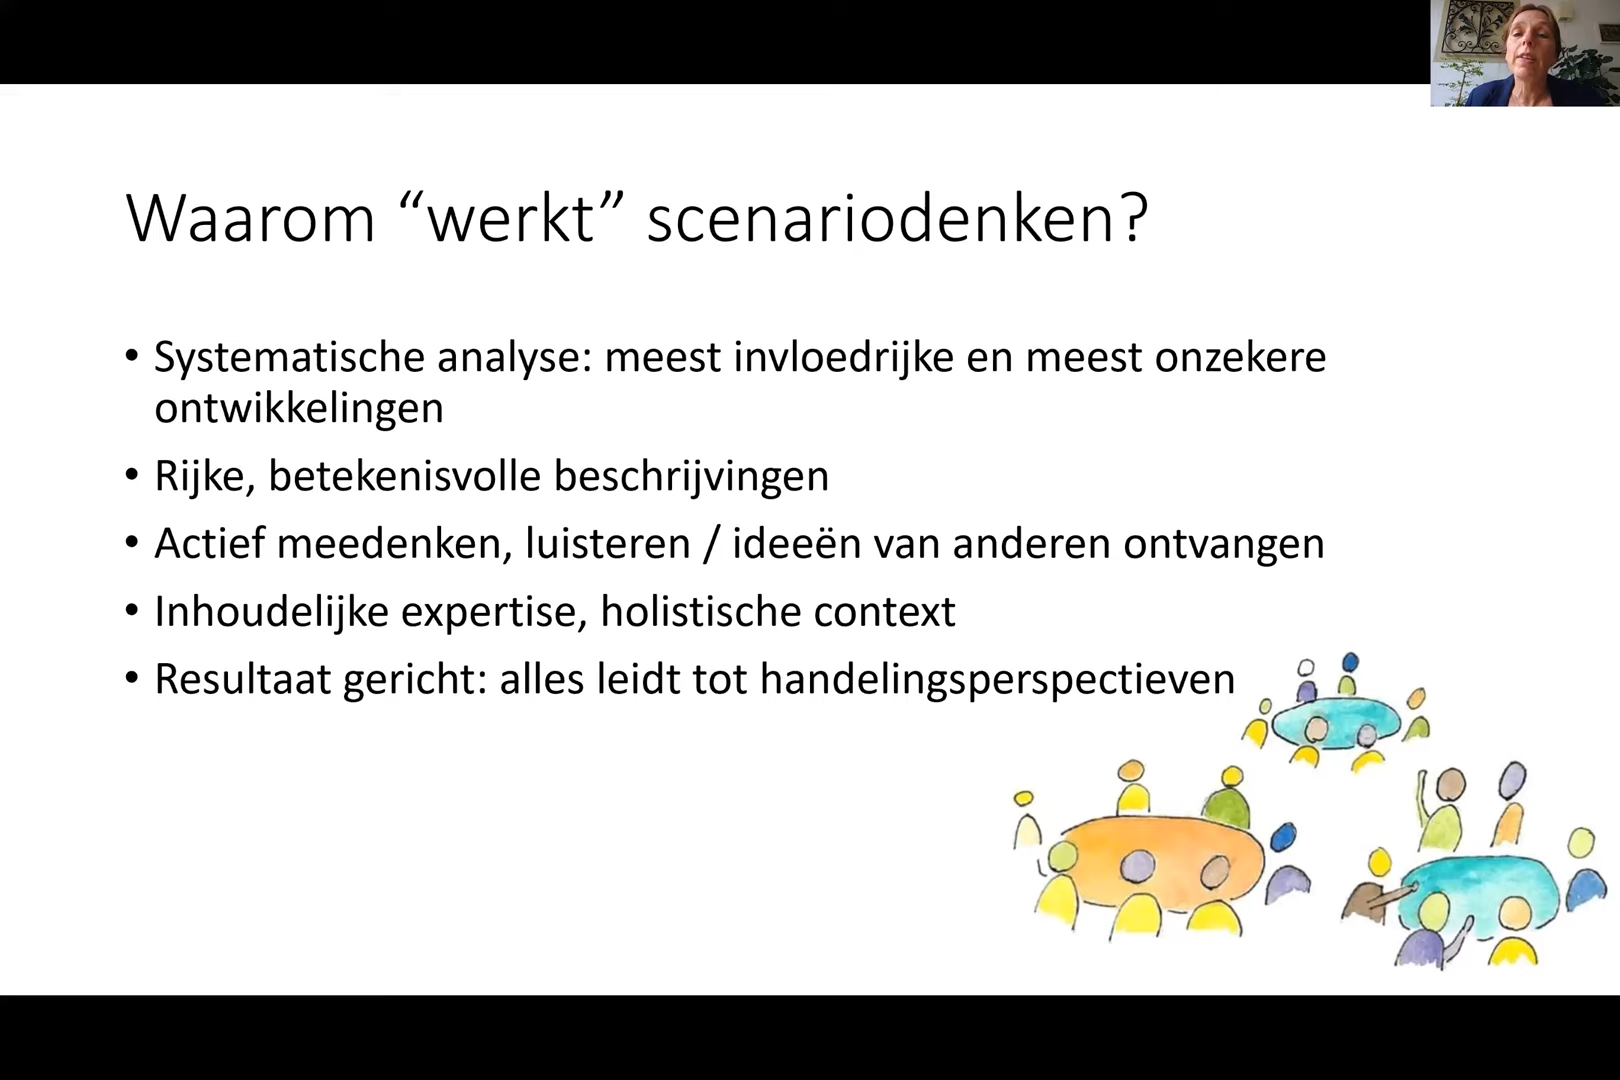 Waarom “werkt” scenariodenken?
• Systematische analyse: meest invloedrijke en meest onzekere
ontwikkelingen
• Rijke, betekenisvolle beschrijvingen
• Actief meedenken, luisteren / ideeën van anderen ontvangen
• Inhoudelijke expertise, holistische context
• Resultaat gericht: alles leidt tot handelingsperspectieven